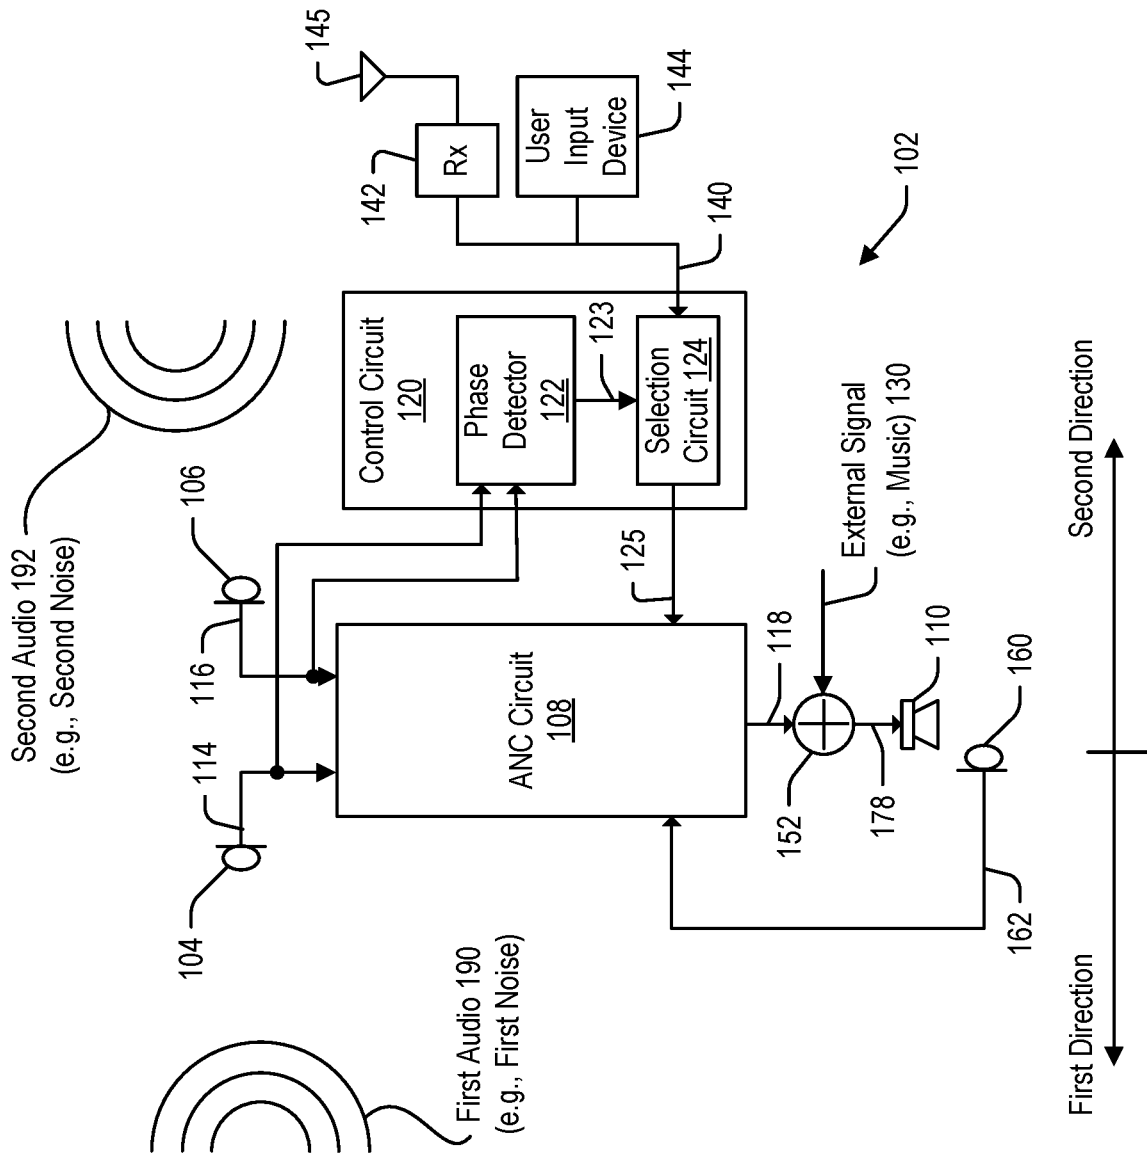 Second Audio 192
(e.g., Second Noise)
First Audio 190
(e.g., First Noise)
104
114
116
106
ANC Circuit
108
Control Circuit
120
Phase
Detector
122
123
Selection
Circuit 124
125
142
Rx
145
User
Input
Device
144
140
102
118
152
178
External Signal
(e.g., Music) 130
110
160
162
First Direction
Second Direction